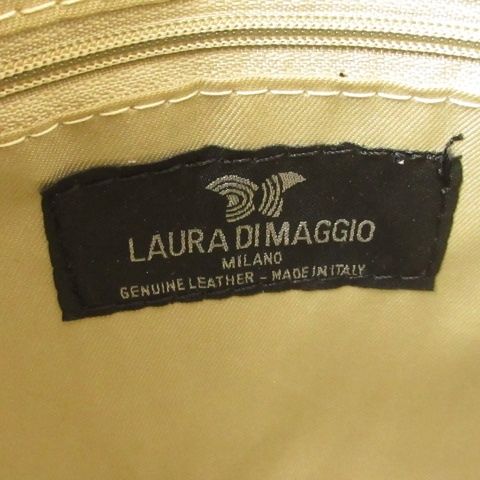 LAURA DI MAGGIO
MILANO
GENUINE LEATHER - MADE IN ITALY